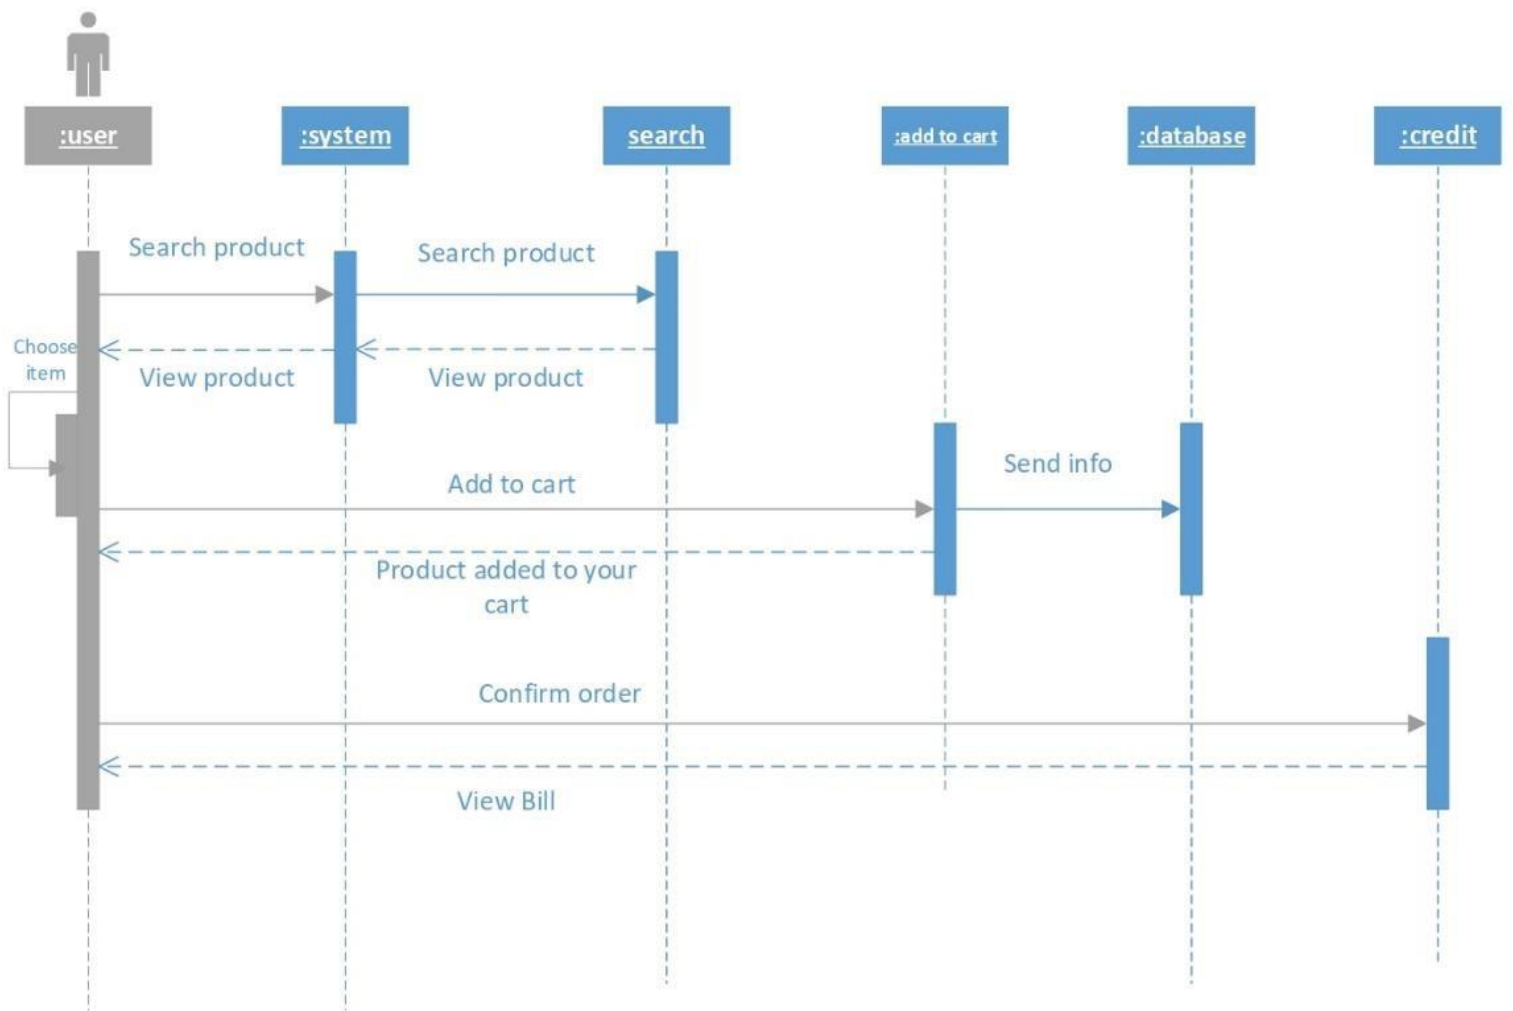 :user
:system
search
:add to cart
:database
:credit
Search product
Search product
Choose
item
View product
View product
Send info
Add to cart
Product added to your
cart
Confirm order
View Bill